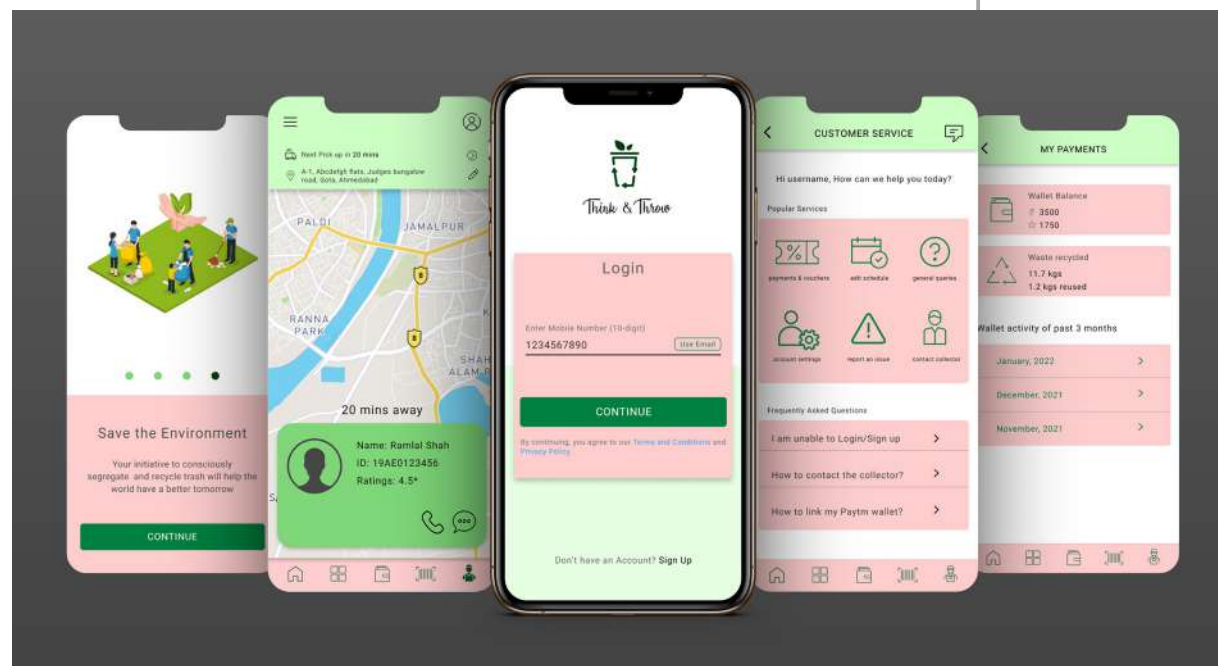 Save the Environment
Your initiative to consciously
segregate and recycle trash will help the
world have a better tomorrow
CONTINUE
Next Pick up in 20 mins
A-1, Abcdefgh flats, Judges bungalow
road, Gota, Ahmedabad
PALDI
JAMALPUR
8
RANNA
PARK
8
SHAH
ALAM R
20 mins away
Name: Ramlal Shah
ID: 19AE0123456
Ratings: 4.5*
Think & Throw
Login
Enter Mobile Number (10-digit)
1234567890
Use Email
CONTINUE
By continuing, you agree to our Terms and Conditions and
Privacy Policy
Don't have an Account? Sign Up
CUSTOMER SERVICE
Hi username, How can we help you today?
Popular Services
payments & vouchers
edit schedule
general queries
account settings
report an issue
contact collector
Frequently Asked Questions
I am unable to Login/Sign up
How to contact the collector?
How to link my Paytm wallet?
MY PAYMENTS
Wallet Balance
₹ 3500
☆ 1750
Waste recycled
11.7 kgs
1.2 kgs reused
Wallet activity of past 3 months
January, 2022
December, 2021
November, 2021